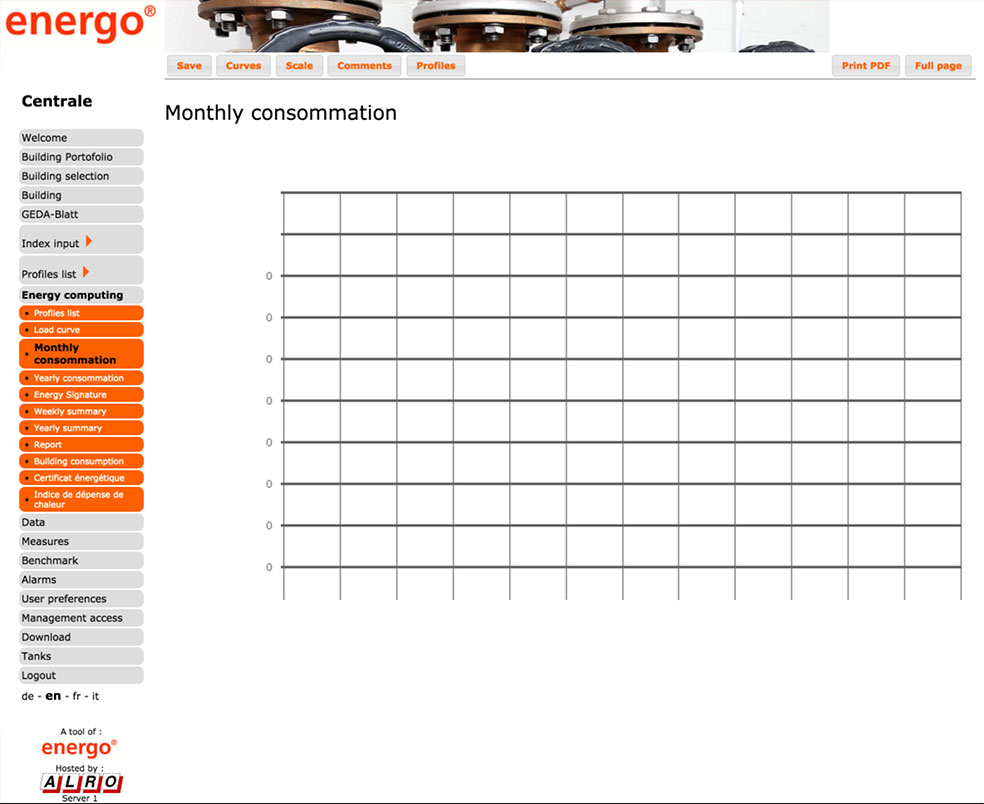 energo®
Save
Curves
Scale
Comments
Profiles
Print PDF
Full page
Centrale
Monthly consommation
Welcome
Building Portofolio
Building selection
Building
GEDA-Blatt
Index input
Profiles list
Energy computing
Profiles list
Load curve
Monthly
consommation
Yearly consommation
Energy Signature
Weekly summary
Yearly summary
Report
Building consumption
Certificat énergétique
Indice de dépense de
chaleur
Data
Measures
Benchmark
Alarms
User preferences
Management access
Download
Tanks
Logout
de - en - fr - it
0
0
0
0
0
0
0
0
A tool of :
energo®
Hosted by :
ALRO
Server 1